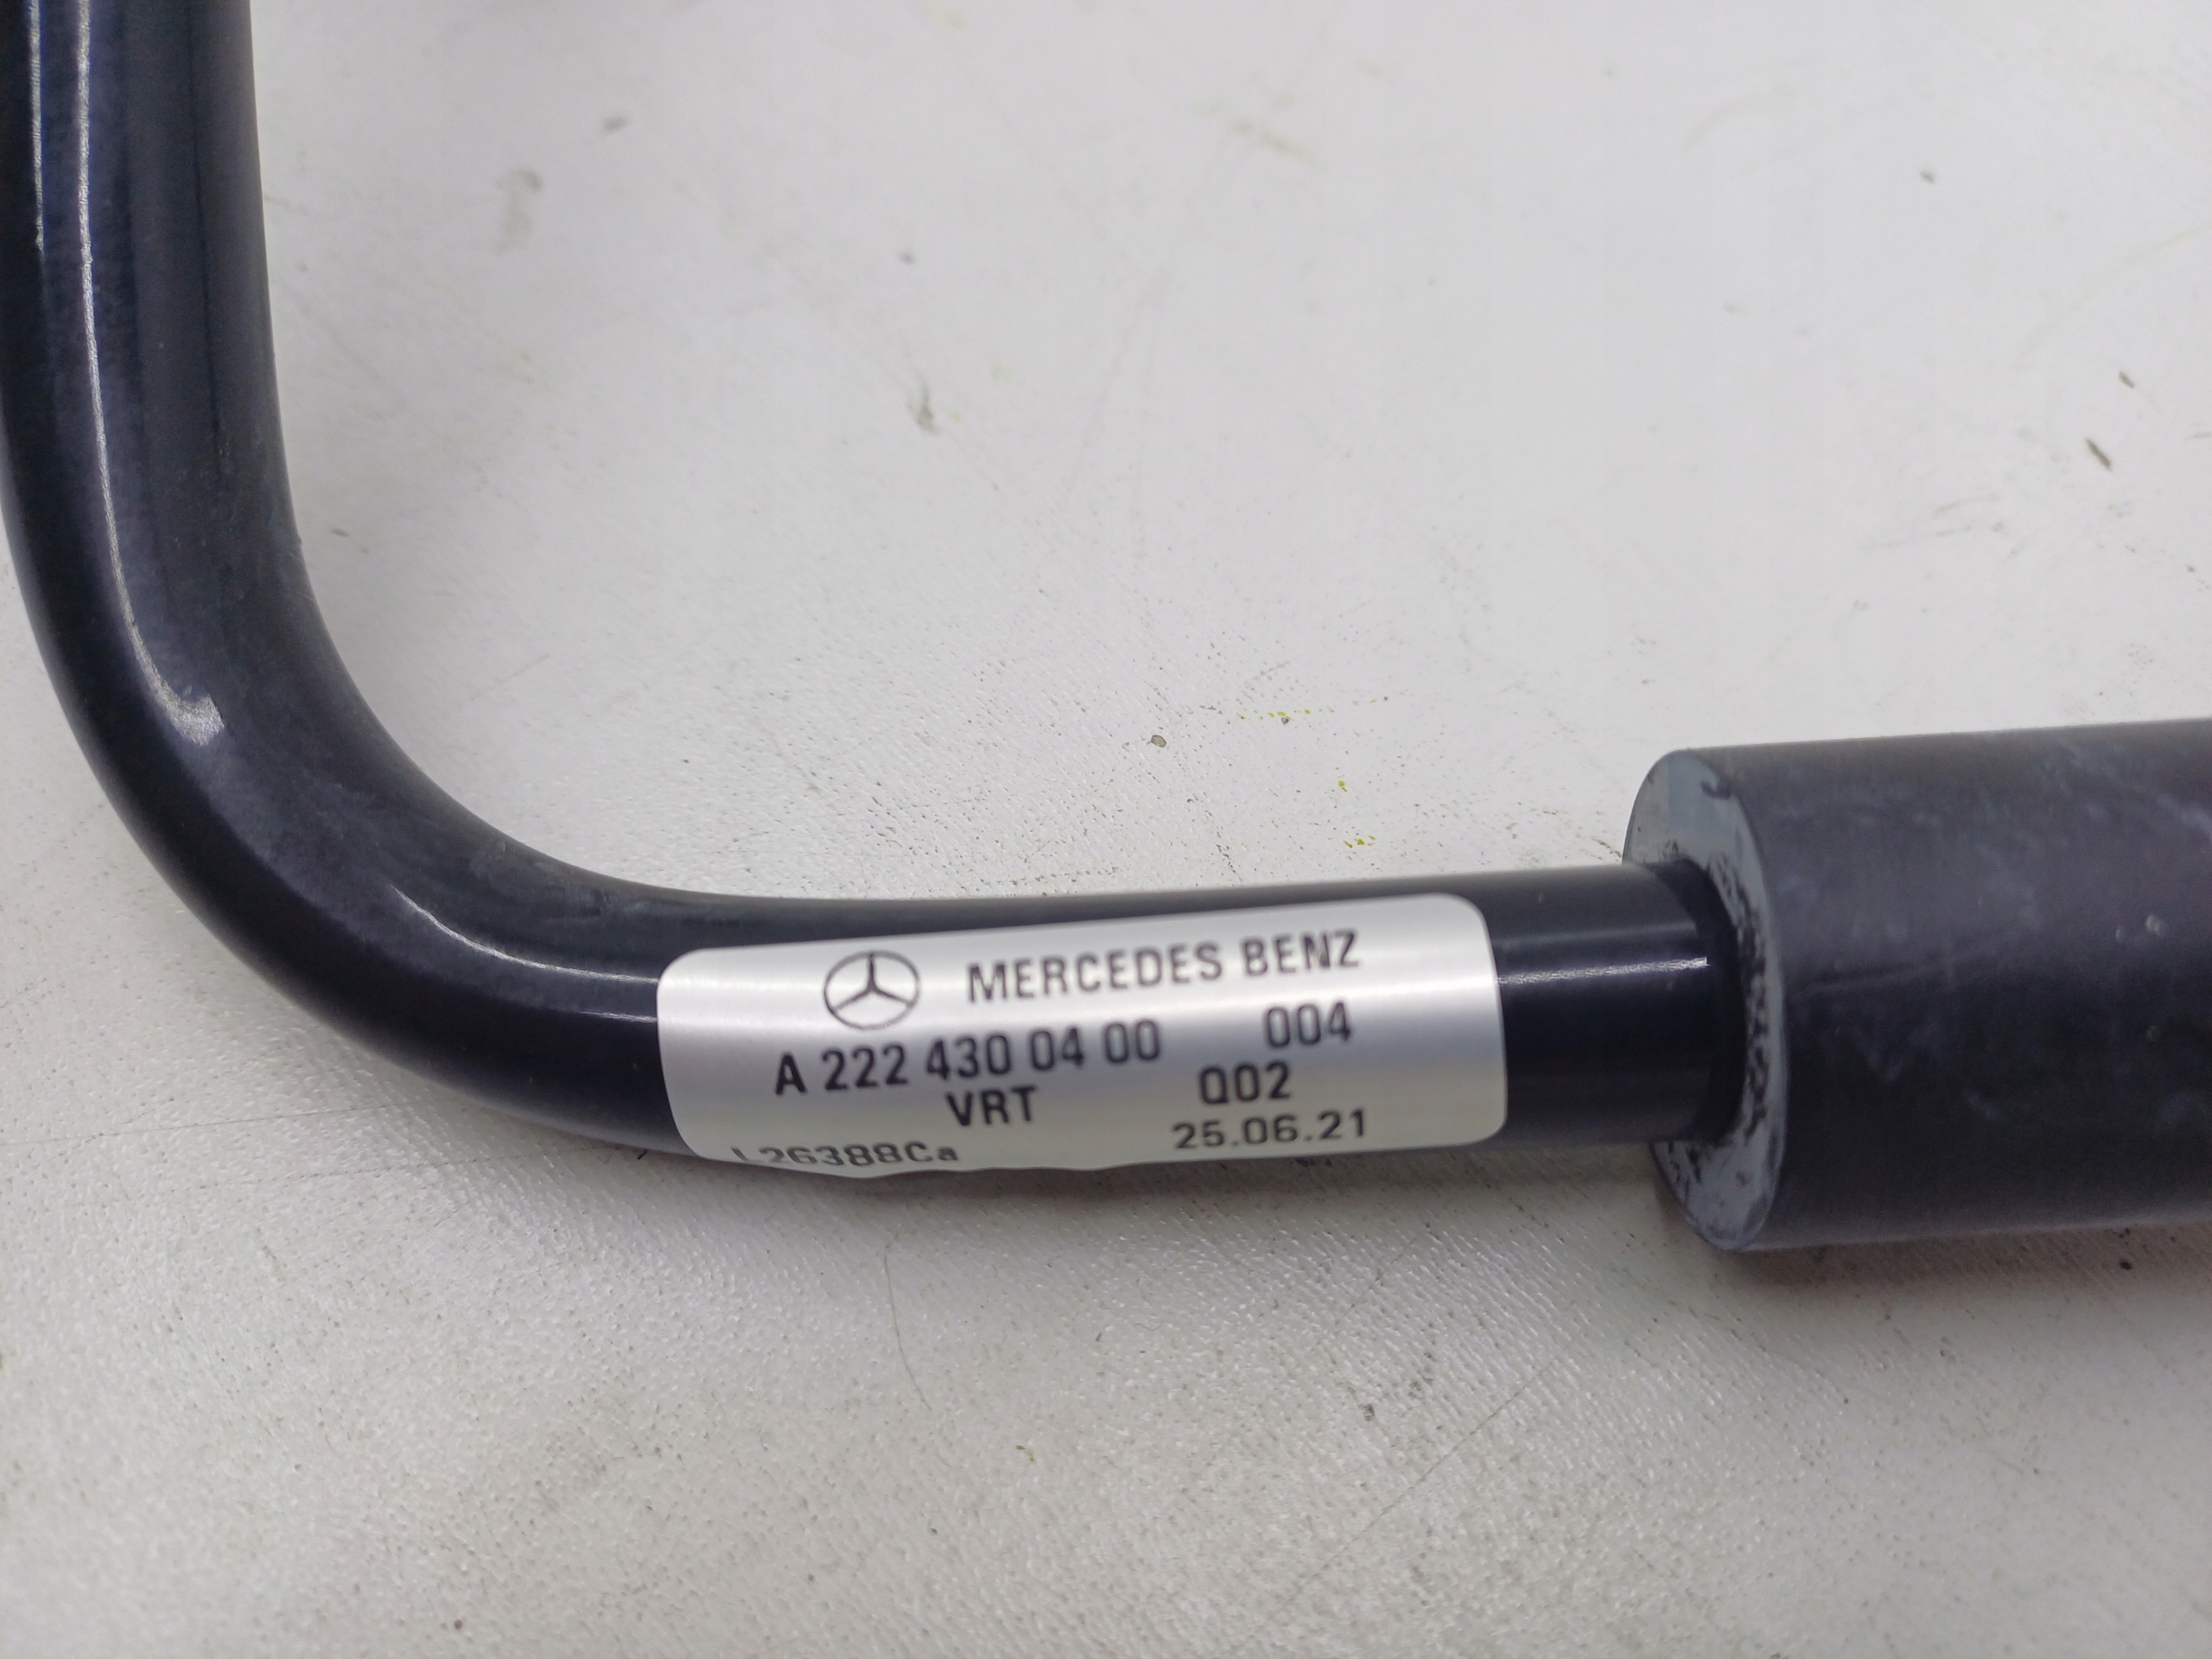 MERCEDES BENZ
A 222 430 04 00 004
VRT Q02
25.06.21
L26388Ca